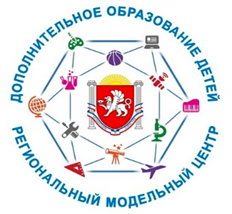 ДОПОЛНИТЕЛЬНОЕ ОБРАЗОВАНИЕ ДЕТЕЙ
РЕГИОНАЛЬНЫЙ МОДЕЛЬНЫЙ ЦЕНТР